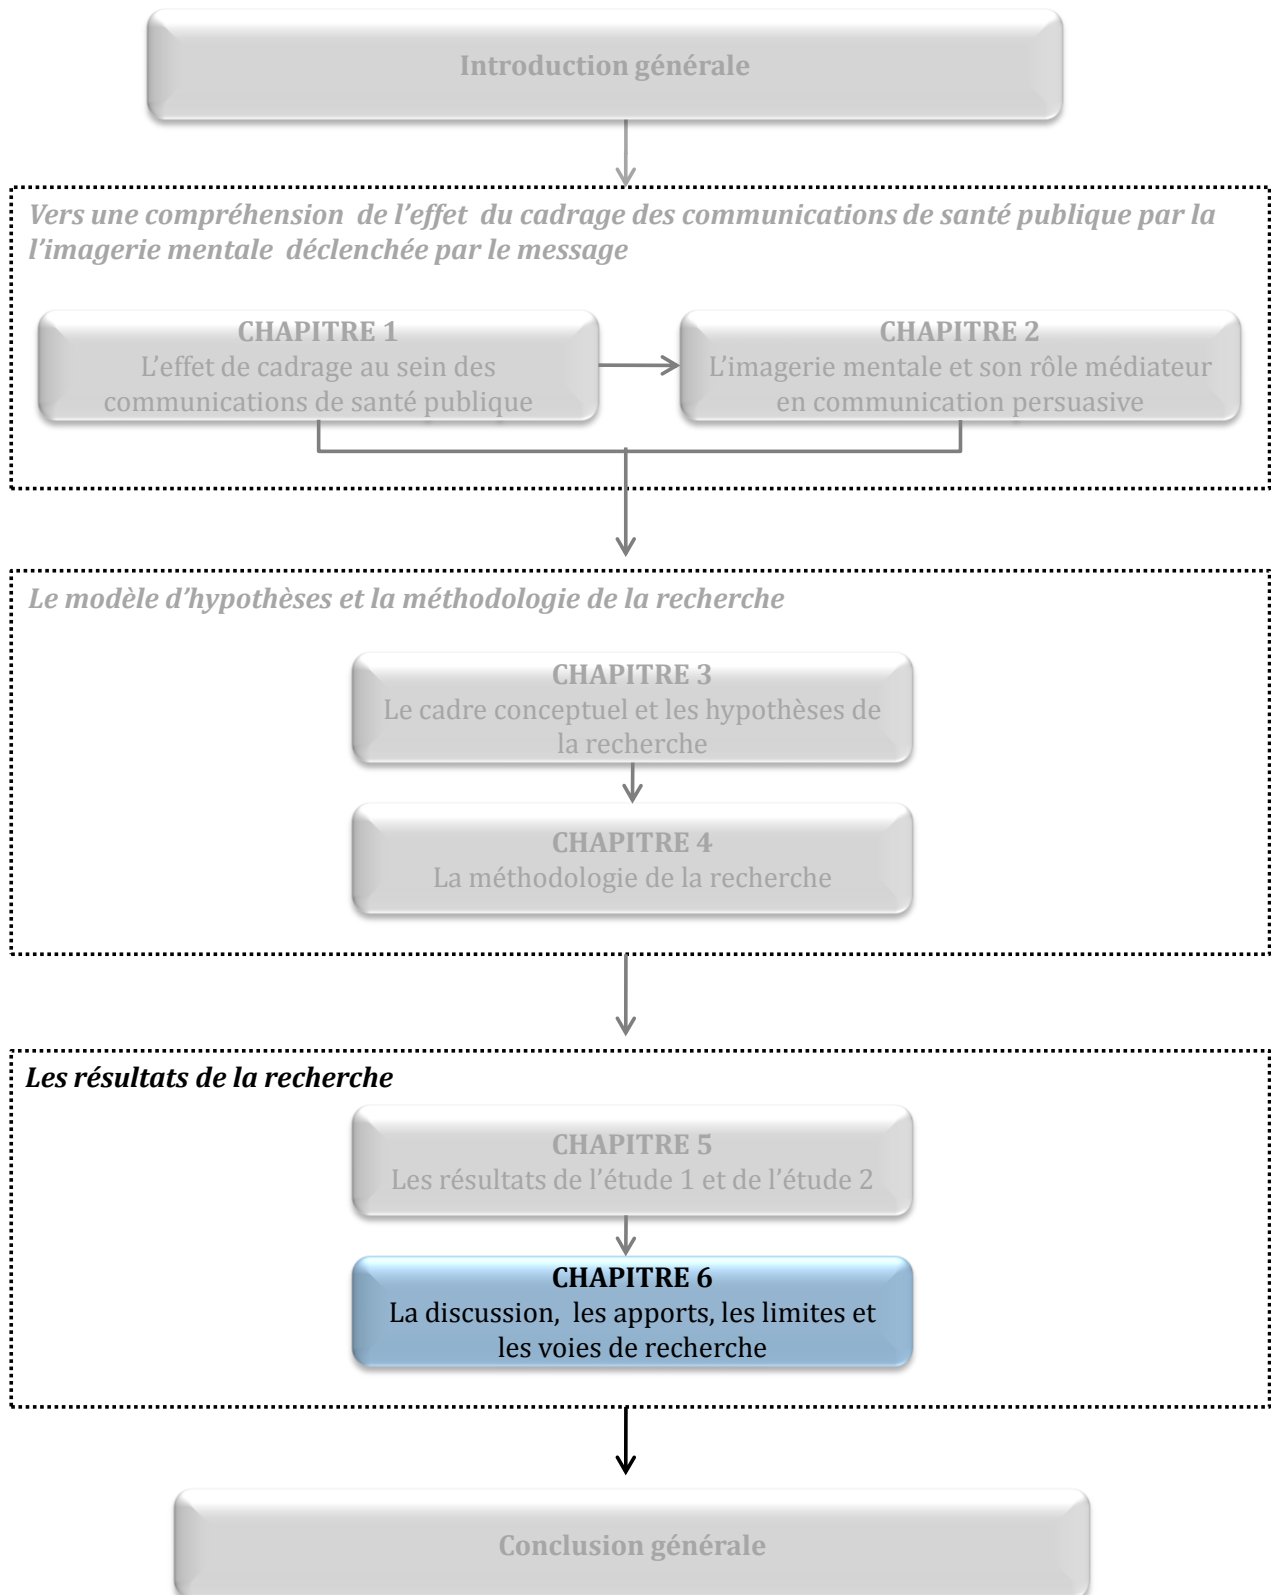 Introduction générale
Vers une compréhension de l’effet du cadrage des communications de santé publique par la
l’imagerie mentale déclenchée par le message
CHAPITRE 1
L’effet de cadrage au sein des
communications de santé publique
CHAPITRE 2
L’imagerie mentale et son rôle médiateur
en communication persuasive
Le modèle d’hypothèses et la méthodologie de la recherche
CHAPITRE 3
Le cadre conceptuel et les hypothèses de
la recherche
CHAPITRE 4
La méthodologie de la recherche
Les résultats de la recherche
CHAPITRE 5
Les résultats de l’étude 1 et de l’étude 2
CHAPITRE 6
La discussion, les apports, les limites et
les voies de recherche
Conclusion générale